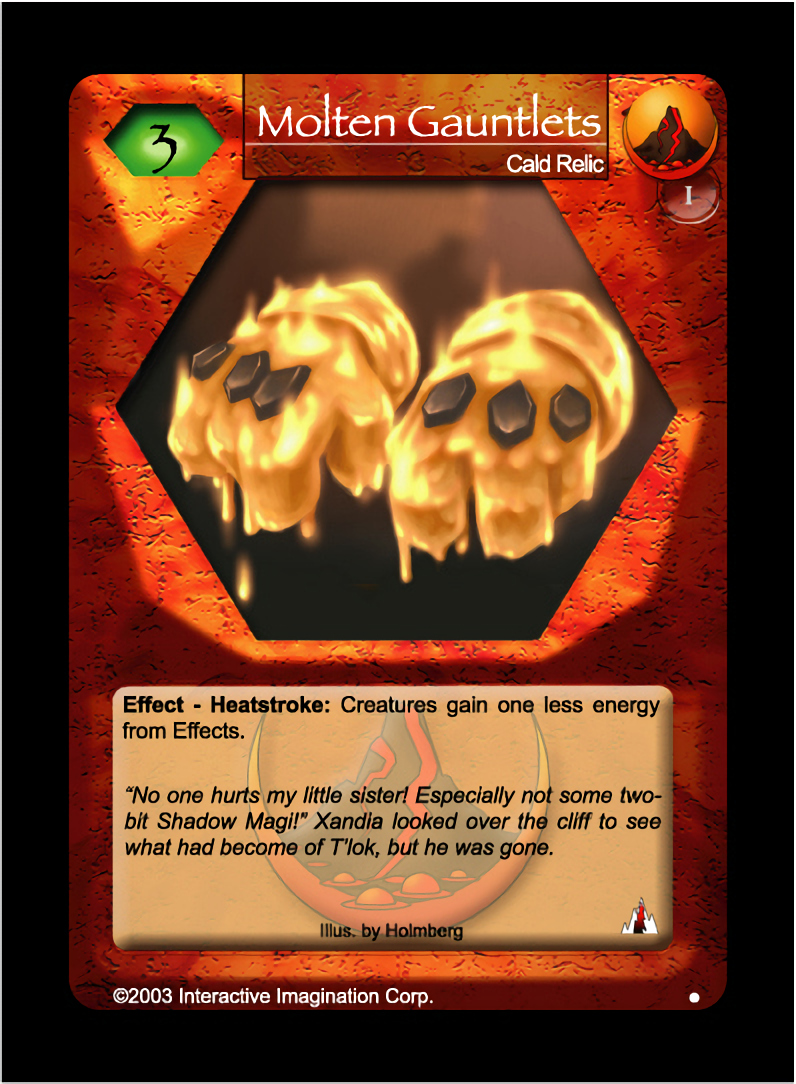 3
Molten Gauntlets
Cald Relic
I
Effect - Heatstroke: Creatures gain one less energy
from Effects.
“No one hurts my little sister! Especially not some two-
bit Shadow Magi!” Xandia looked over the cliff to see
what had become of T'lok, but he was gone.
Illus. by Holmberg
©2003 Interactive Imagination Corp.